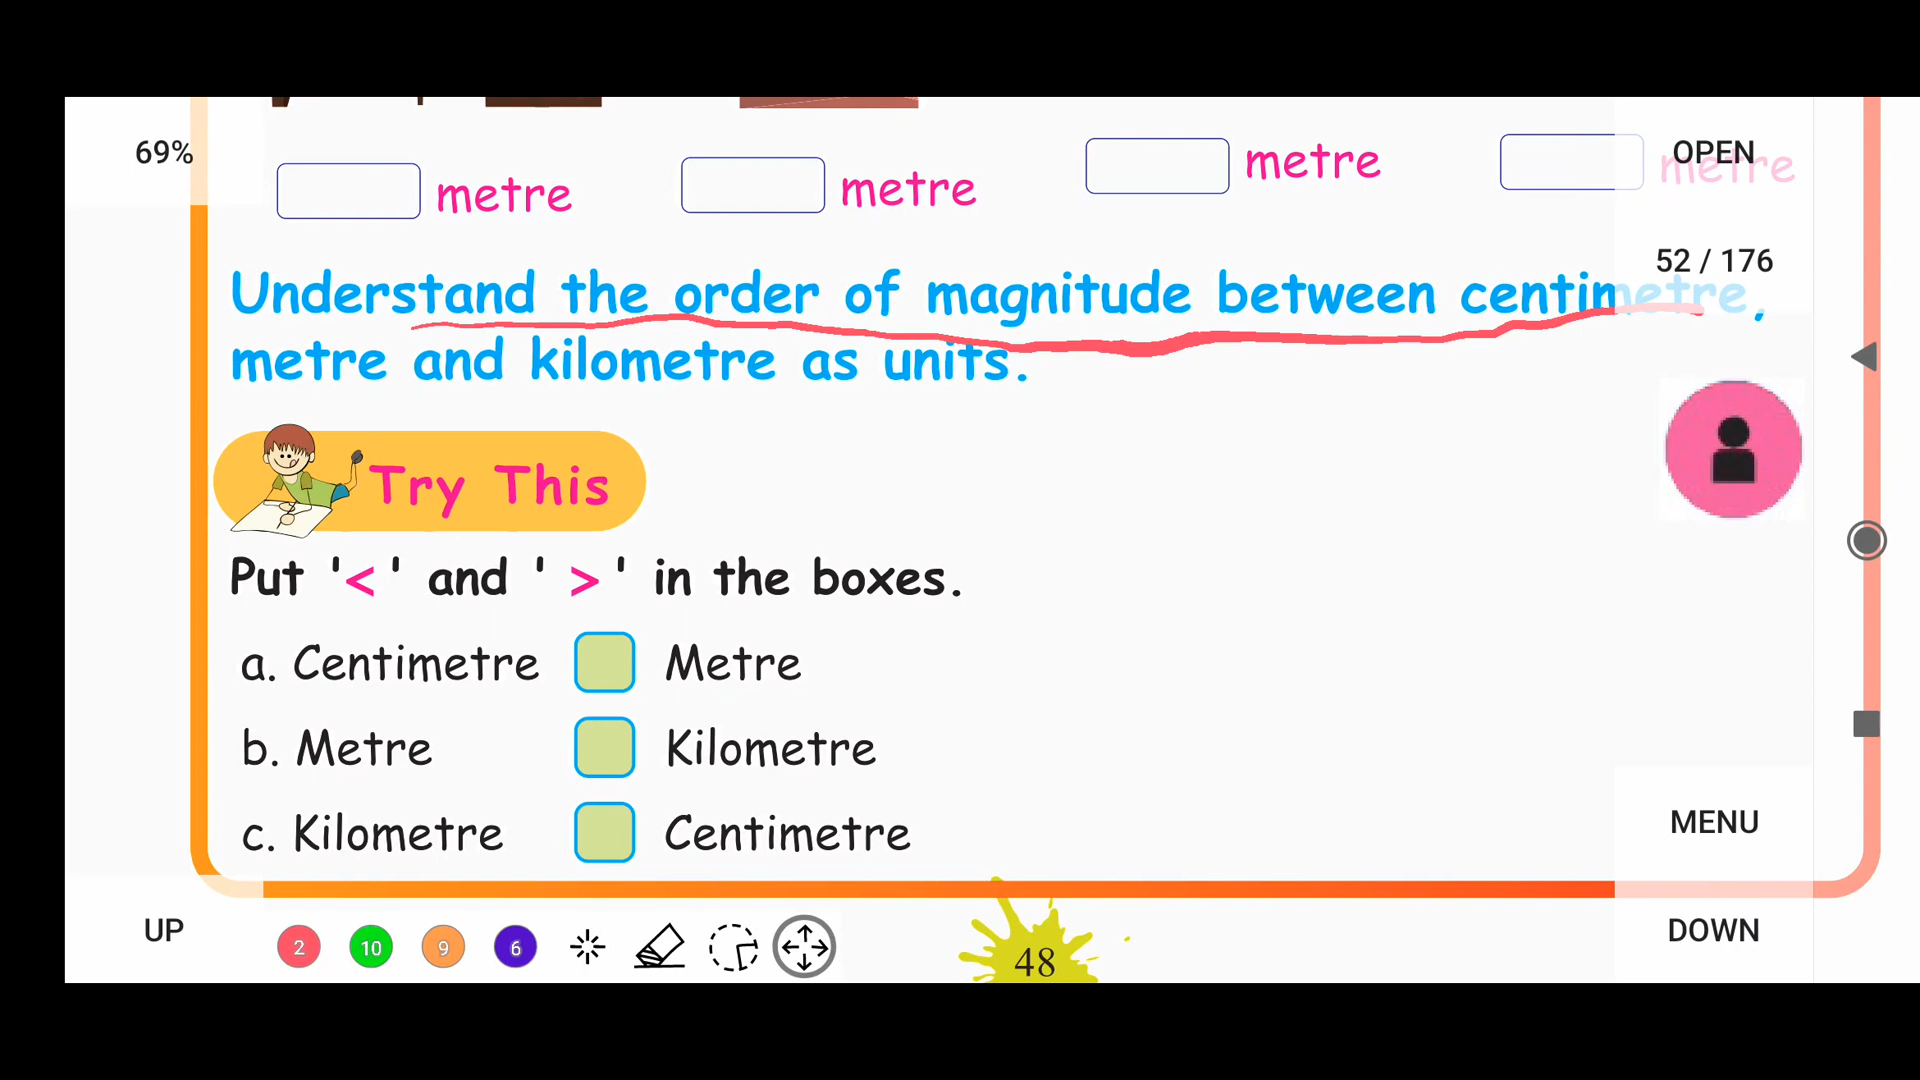 69%
metre metre metre metre
OPEN
52 / 176
Understand the order of magnitude between centimetre,
metre and kilometre as units.
Try This
Put '<' and ' > ' in the boxes.
a. Centimetre Metre
b. Metre Kilometre
c. Kilometre Centimetre
MENU
UP 2 10 9 6 DOWN
48